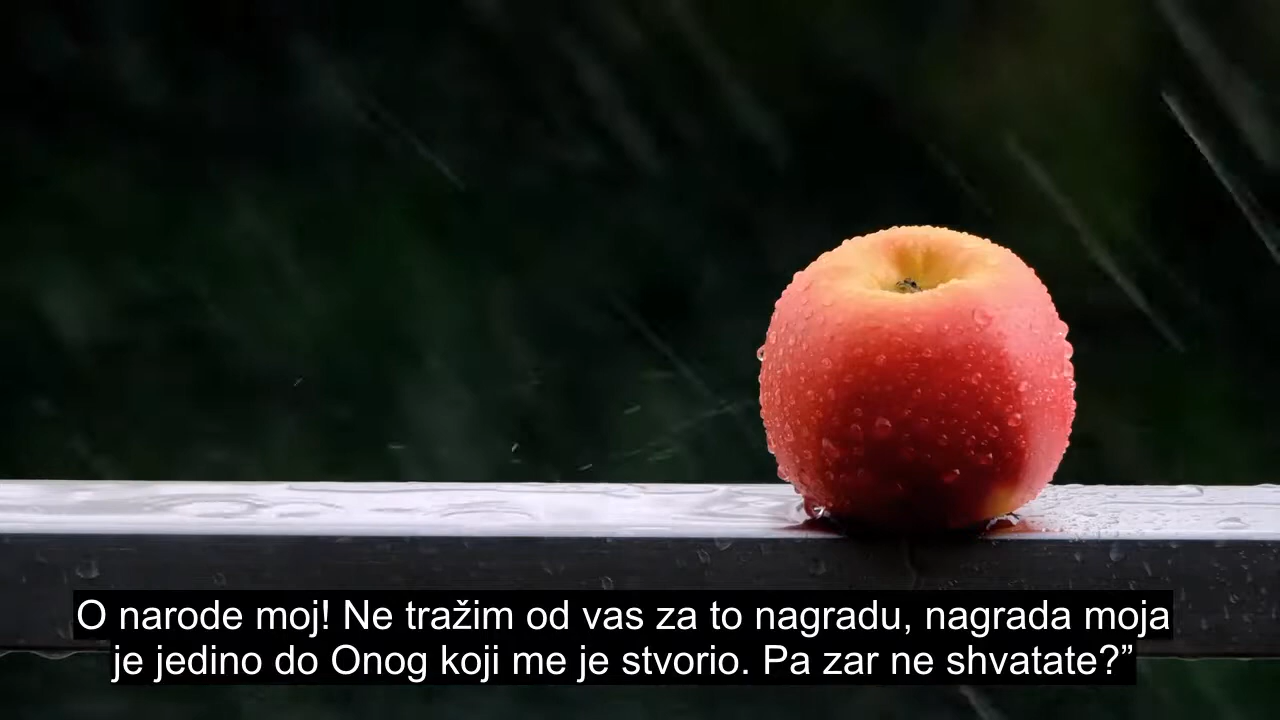 O narode moj! Ne tražim od vas za to nagradu, nagrada moja
je jedino do Onog koji me je stvorio. Pa zar ne shvatate?”